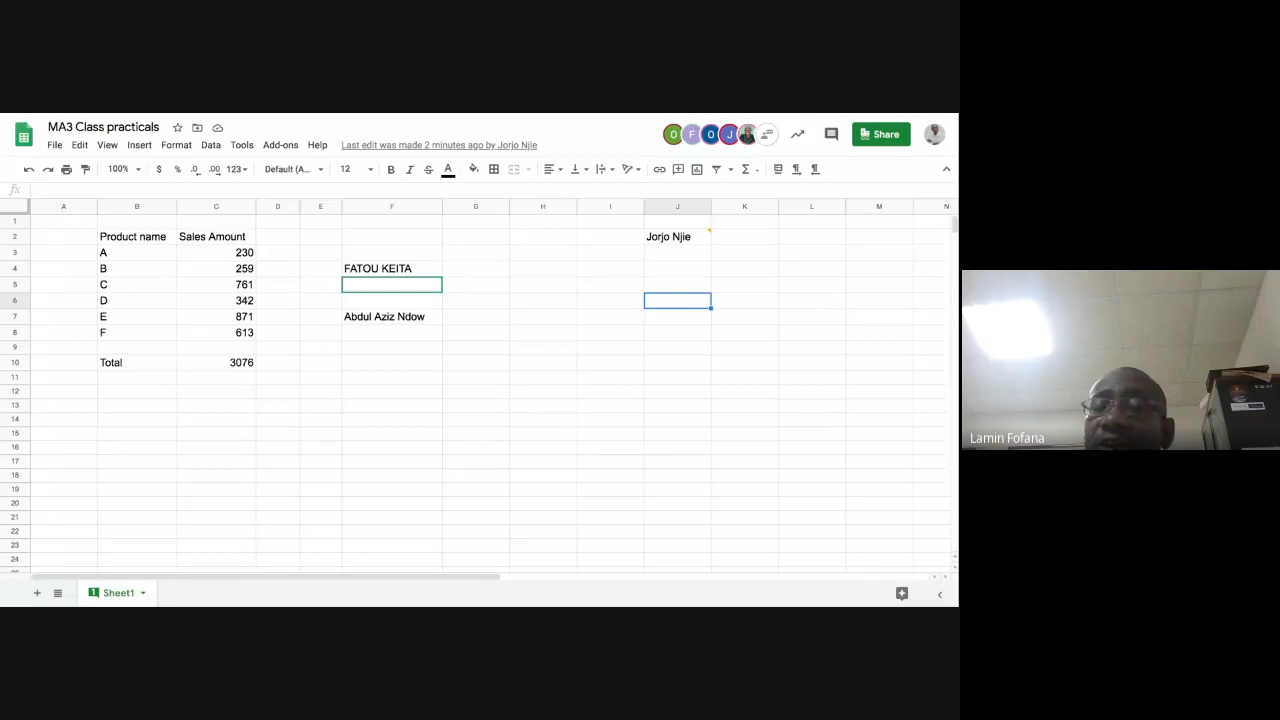 MA3 Class practicals
File Edit View Insert Format Data Tools Add-ons Help Last edit was made 2 minutes ago by Jorjo Njie
O F O J Share
100% $ % .0 .00 123 Default (A... 12 B I S A Σ
fx
A B C D E F G H I J K L M N
1
2 Product name Sales Amount Jorjo Njie
3 A 230
4 B 259 FATOU KEITA
5 C 761
6 D 342
7 E 871 Abdul Aziz Ndow
8 F 613
9
10 Total 3076
11
12
13
14
15
16
17
18
19
20
21
22
23
24
1 Sheet1
Lamin Fofana